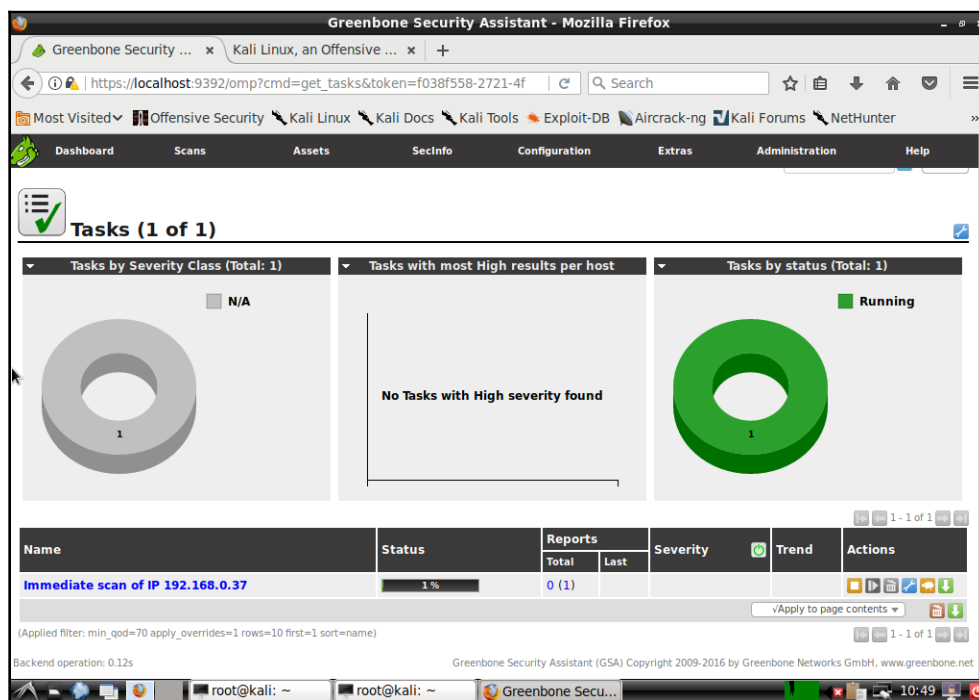 Greenbone Security Assistant - Mozilla Firefox
Greenbone Security ... × Kali Linux, an Offensive ... × +
https://localhost:9392/omp?cmd=get_tasks&token=f038f558-2721-4f Search
Most Visited Offensive Security Kali Linux Kali Docs Kali Tools Exploit-DB Aircrack-ng Kali Forums NetHunter »
Dashboard Scans Assets SecInfo Configuration Extras Administration Help
Tasks (1 of 1)
Tasks by Severity Class (Total: 1) Tasks with most High results per host Tasks by status (Total: 1)
N/A Running
No Tasks with High severity found
1 1
1 - 1 of 1
Name Status Reports Severity Trend Actions
Total Last
Immediate scan of IP 192.168.0.37 1 % 0 (1)
√Apply to page contents
(Applied filter: min_qod=70 apply_overrides=1 rows=10 first=1 sort=name) 1 - 1 of 1
Backend operation: 0.12s Greenbone Security Assistant (GSA) Copyright 2009-2016 by Greenbone Networks GmbH, www.greenbone.net
root@kali: ~ root@kali: ~ Greenbone Secu... 10:49